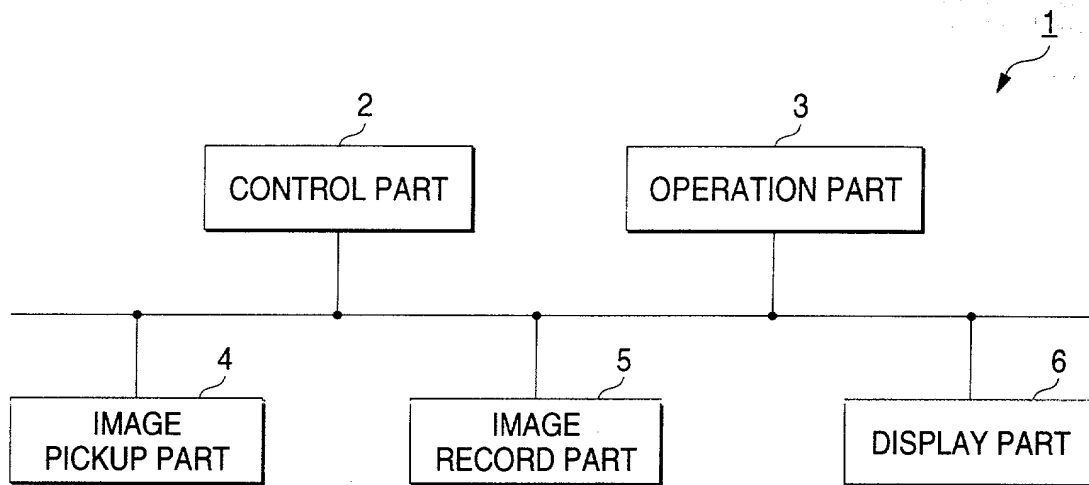 1
2
3
CONTROL PART
OPERATION PART
4
5
6
IMAGE
PICKUP PART
IMAGE
RECORD PART
DISPLAY PART